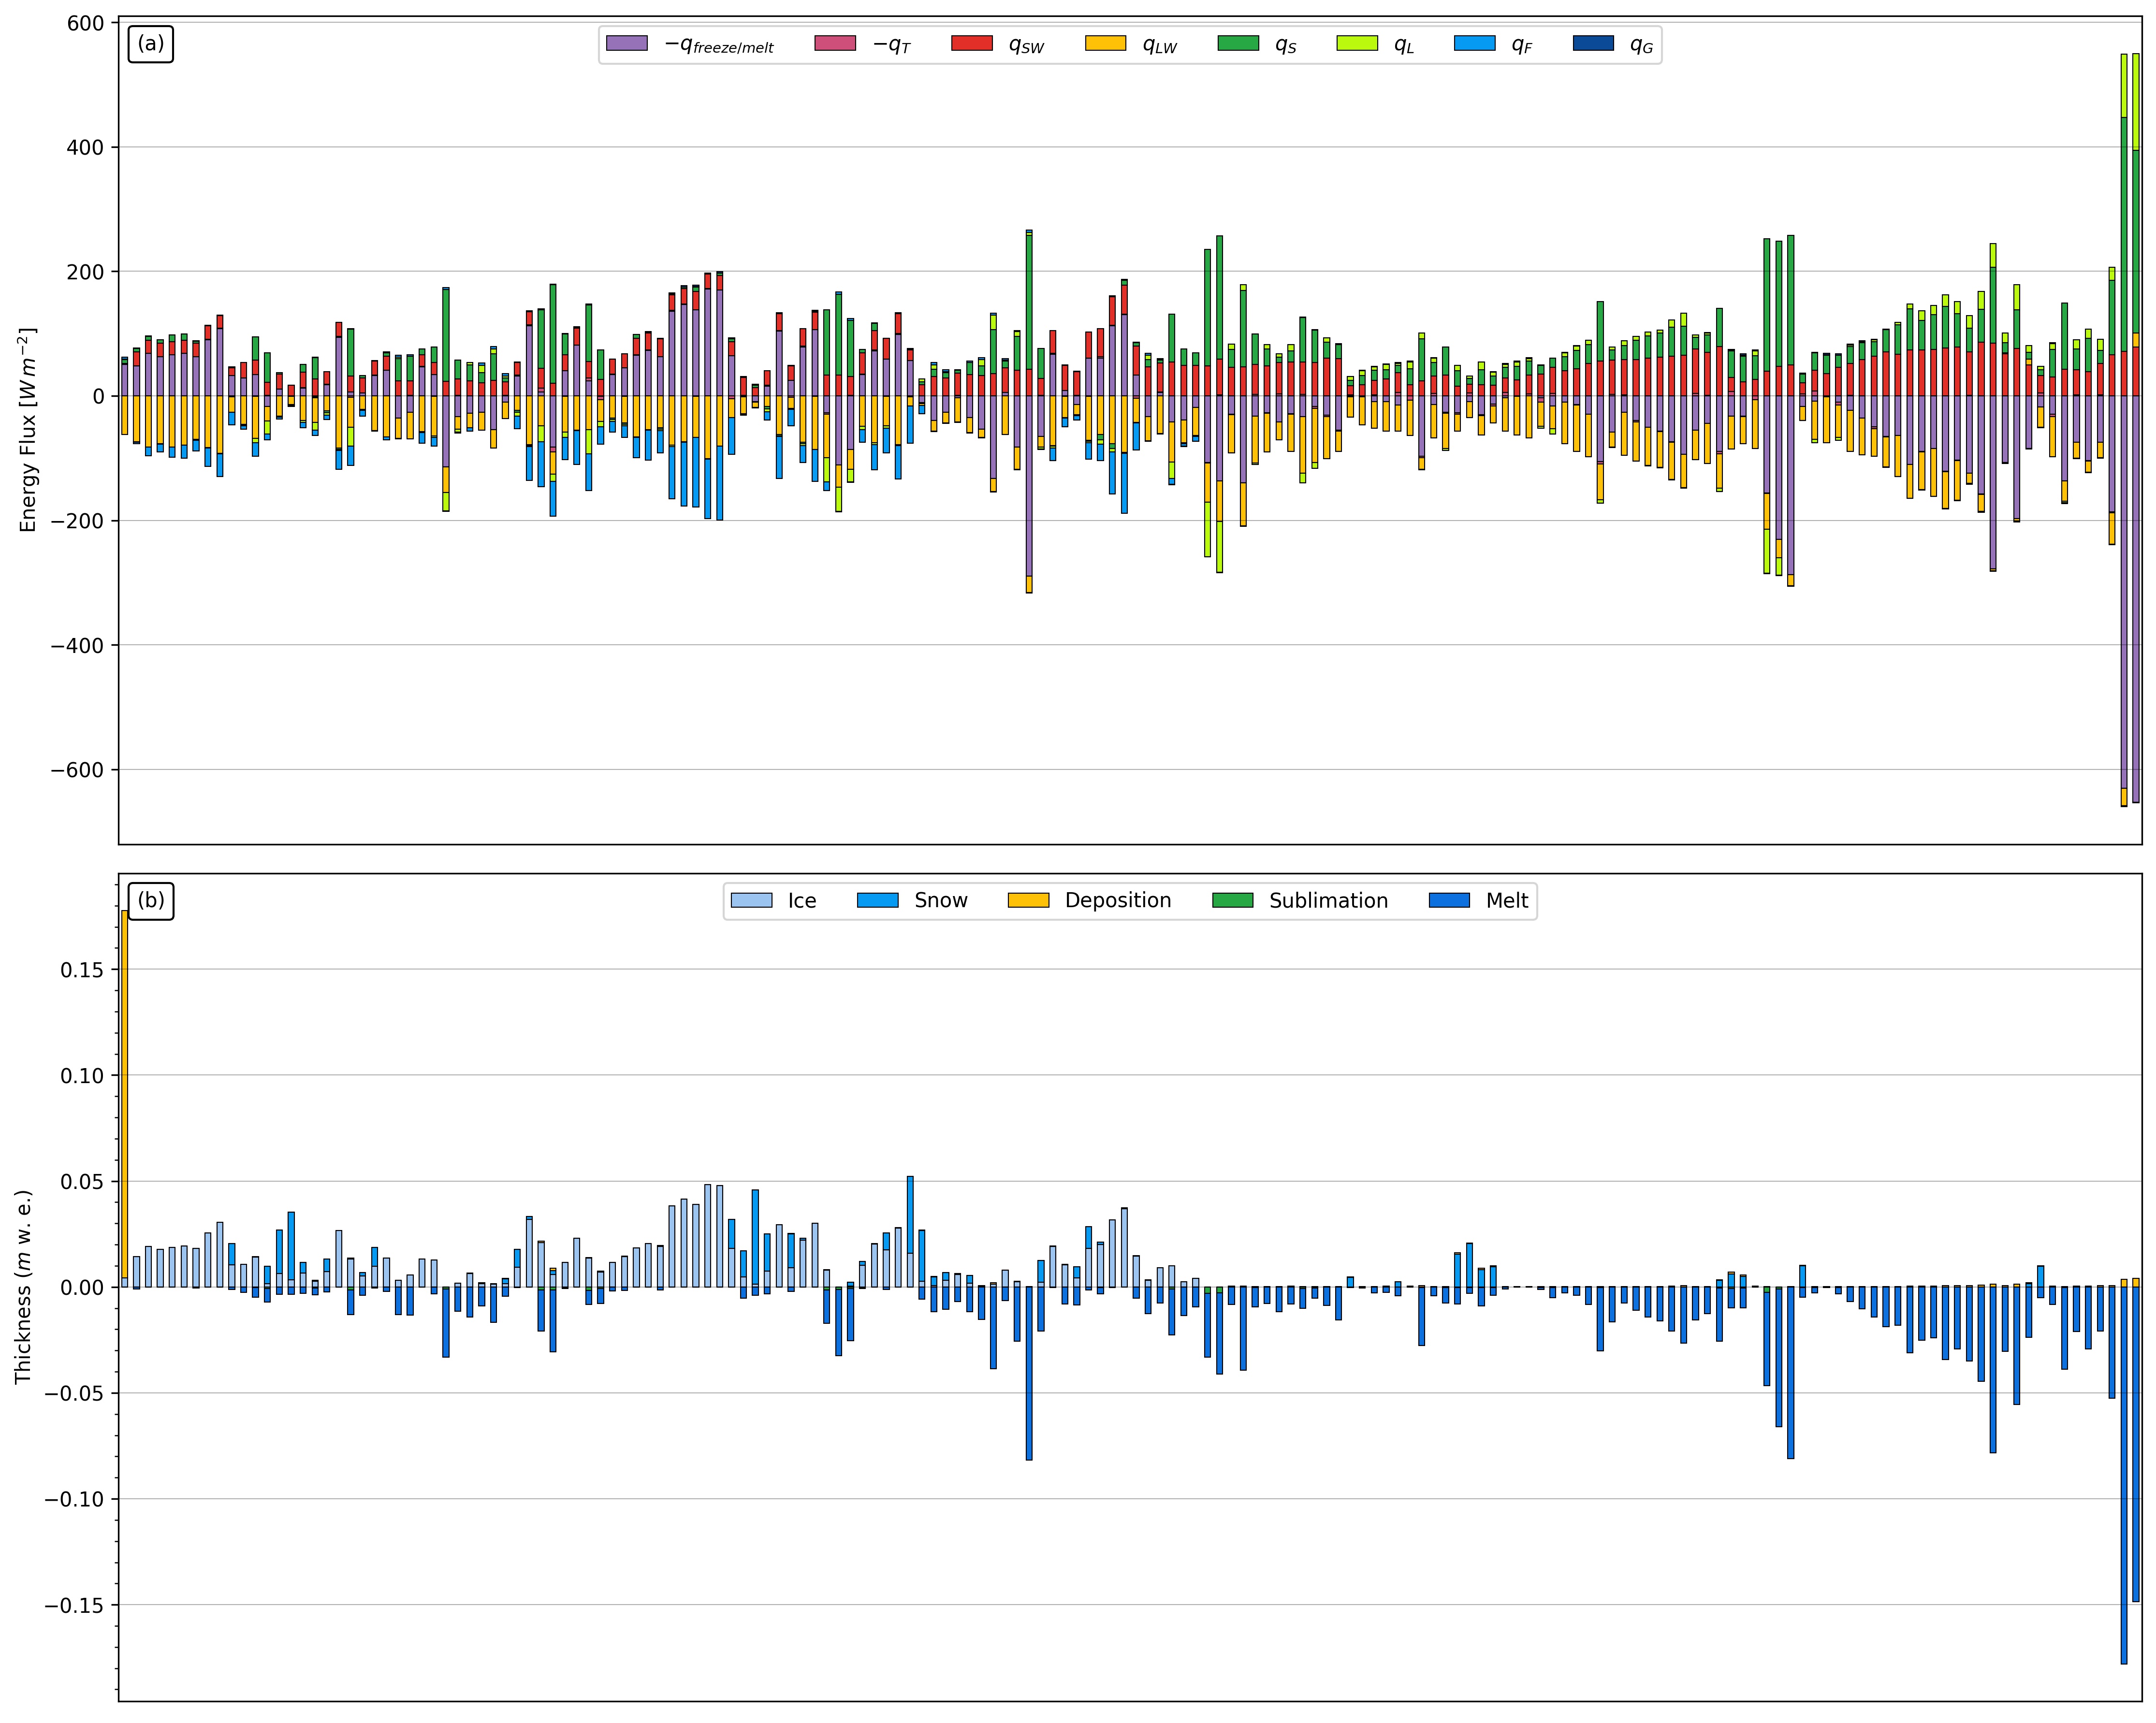 (a)
−q_freeze/melt −q_T q_SW q_LW q_S q_L q_F q_G
600
400
200
0
−200
−400
−600
Energy Flux [W m⁻²]
(b)
Ice Snow Deposition Sublimation Melt
0.15
0.10
0.05
0.00
−0.05
−0.10
−0.15
Thickness (m w. e.)